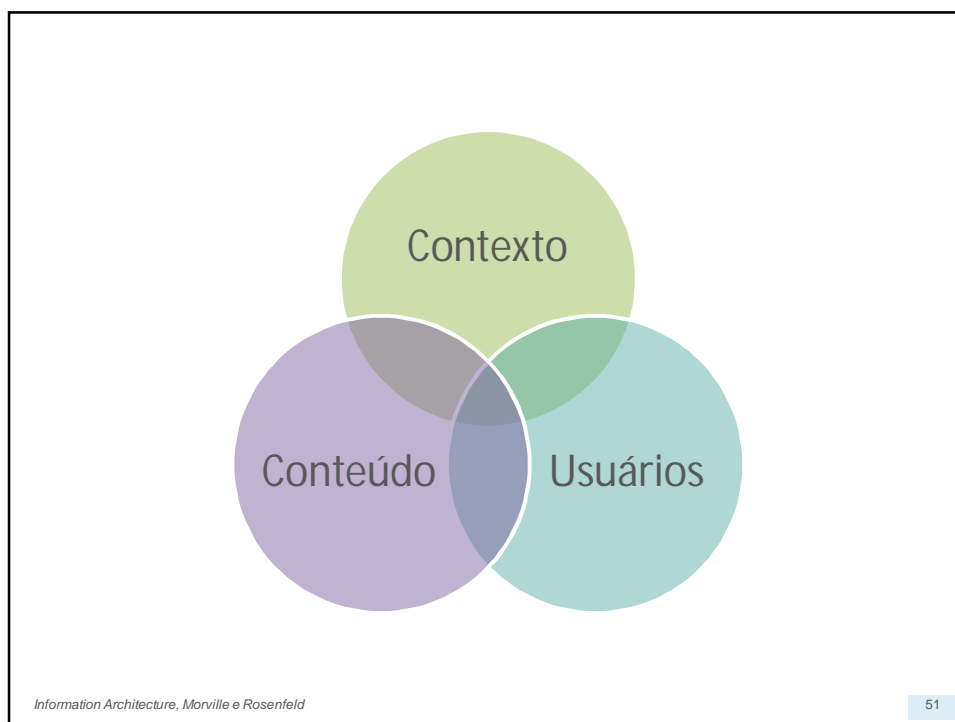 Contexto
Conteúdo
Usuários
Information Architecture, Morville e Rosenfeld
51